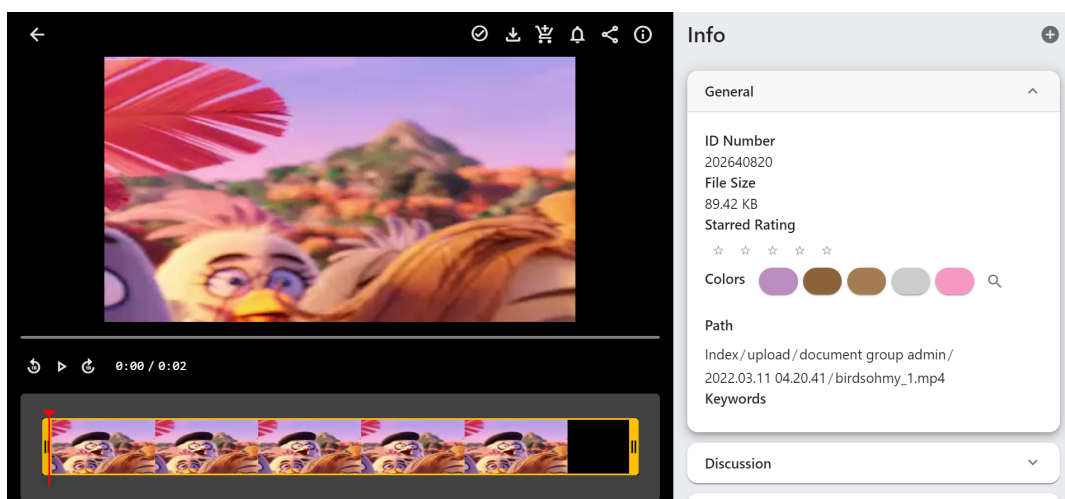 Info
General
ID Number
202640820
File Size
89.42 KB
Starred Rating
Colors
Path
Index/upload/document group admin/
2022.03.11 04.20.41/birdsohmy_1.mp4
Keywords
0:00 / 0:02
Discussion